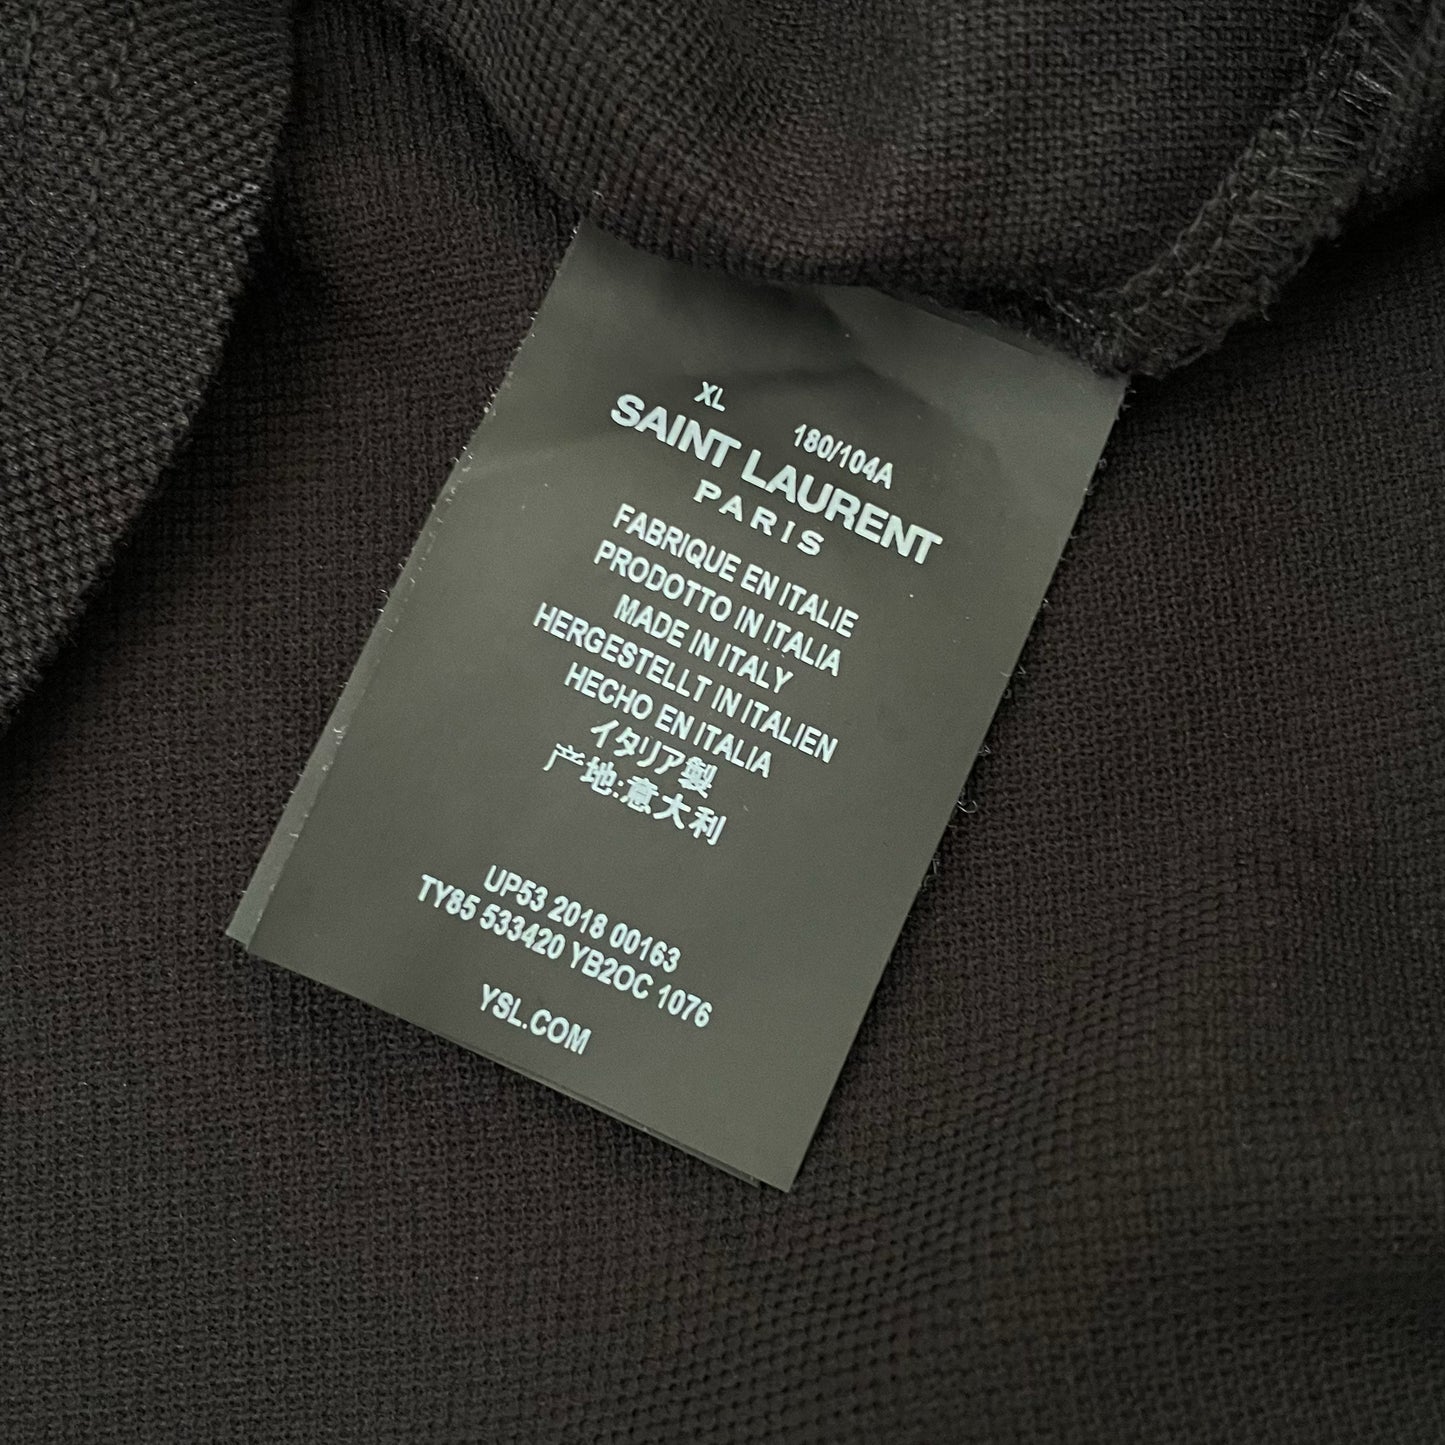 XL 180/104A
SAINT LAURENT
PARIS
FABRIQUE EN ITALIE
PRODOTTO IN ITALIA
MADE IN ITALY
HERGESTELLT IN ITALIEN
HECHO EN ITALIA
イタリア製
产地:意大利
UP53 2018 00163
TY85 533420 YB2OC 1076
YSL.COM